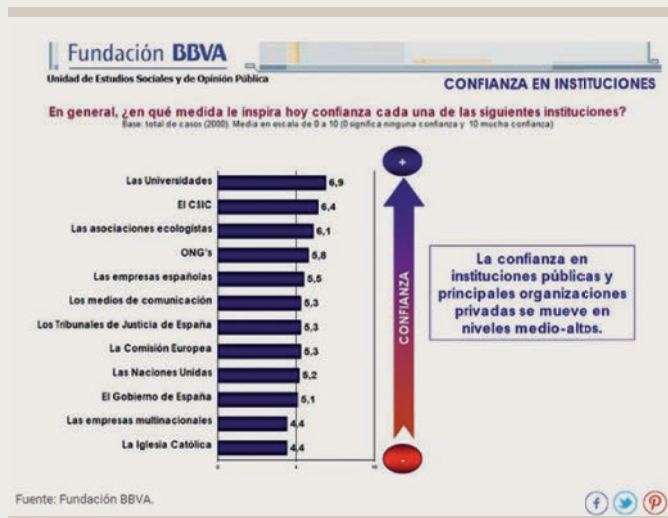 Fundación BBVA
Unidad de Estudios Sociales y de Opinión Pública
CONFIANZA EN INSTITUCIONES
En general, ¿en qué medida le inspira hoy confianza cada una de las siguientes instituciones?
Base: total de casos (2000). Media en escala de 0 a 10 (0 significa ninguna confianza y 10 mucha confianza)
+
Las Universidades 6,9
El CSIC 6,4
Las asociaciones ecologistas 6,1
ONG's 5,8
Las empresas españolas 5,5
Los medios de comunicación 5,3
Los Tribunales de Justicia de España 5,3
La Comisión Europea 5,3
Las Naciones Unidas 5,2
El Gobierno de España 5,1
Las empresas multinacionales 4,4
La Iglesia Católica 4,4
0 5 10
CONFIANZA
-
La confianza en
instituciones públicas y
principales organizaciones
privadas se mueve en
niveles medio-altos.
Fuente: Fundación BBVA.